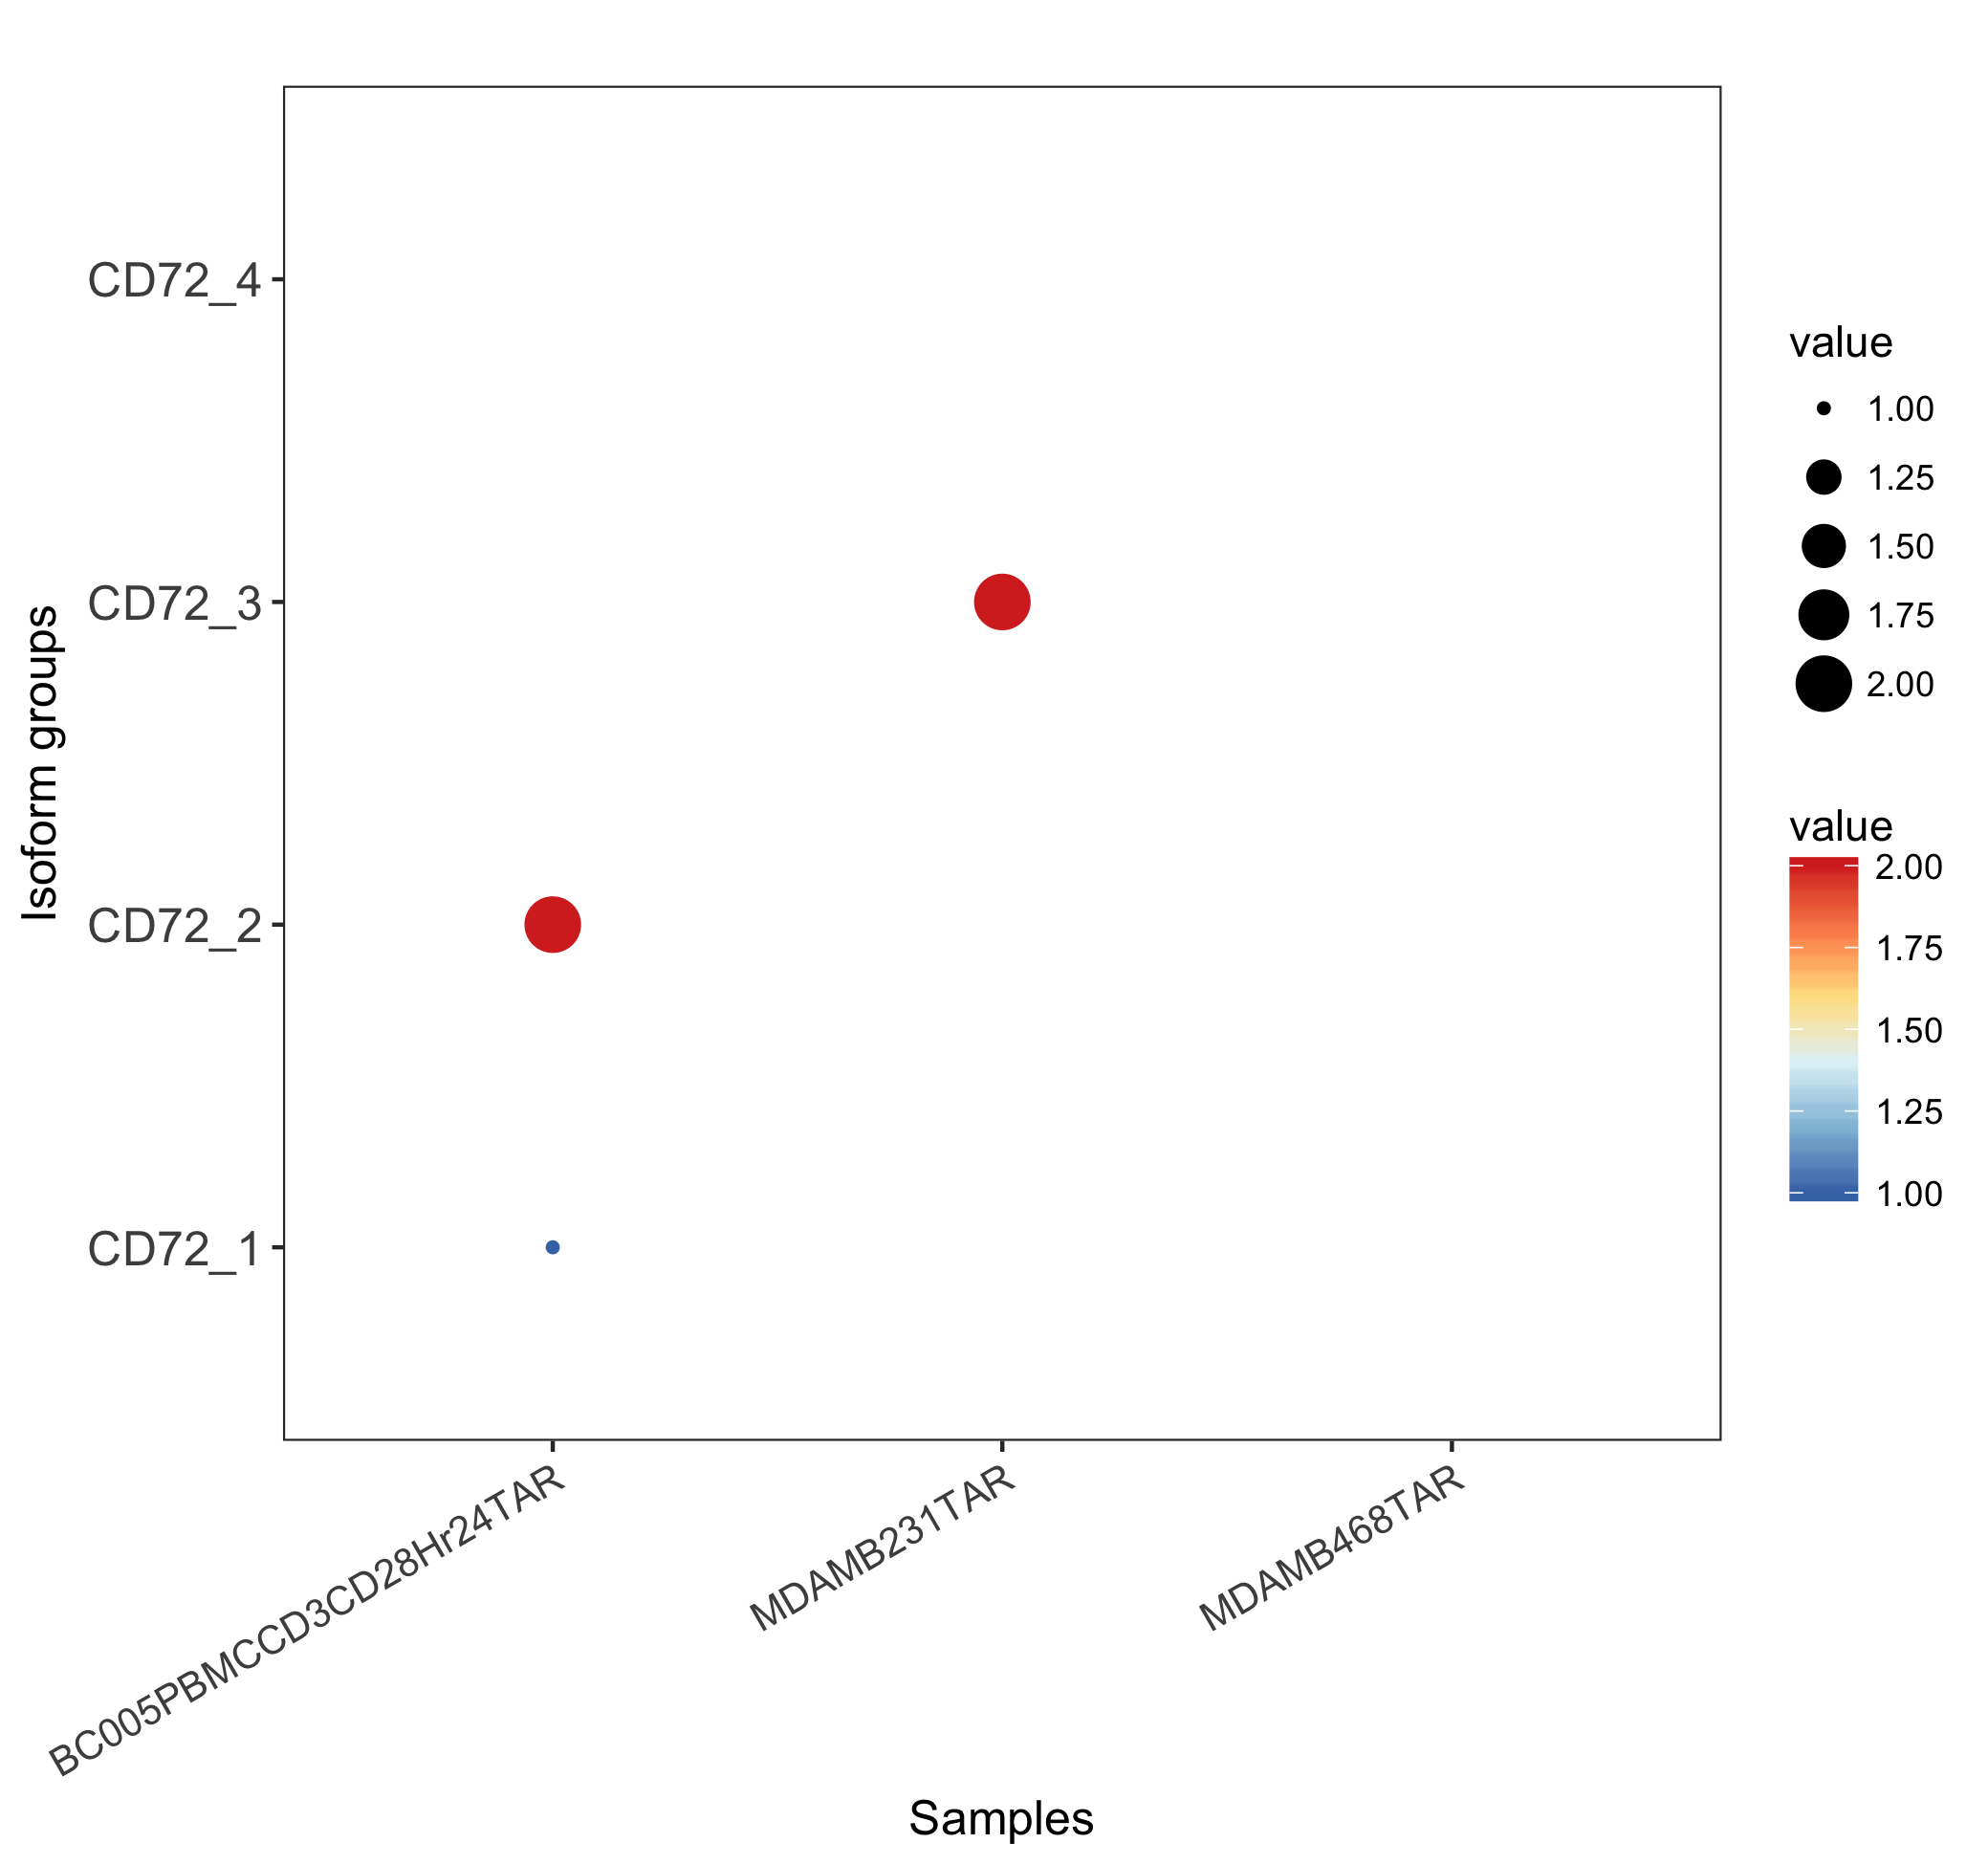 Isoform groups
CD72_4
CD72_3
CD72_2
CD72_1
BC005PBMCCD3CD28Hr24TAR
MDAMB231TAR
MDAMB468TAR
Samples
value
1.00
1.25
1.50
1.75
2.00
value
2.00
1.75
1.50
1.25
1.00